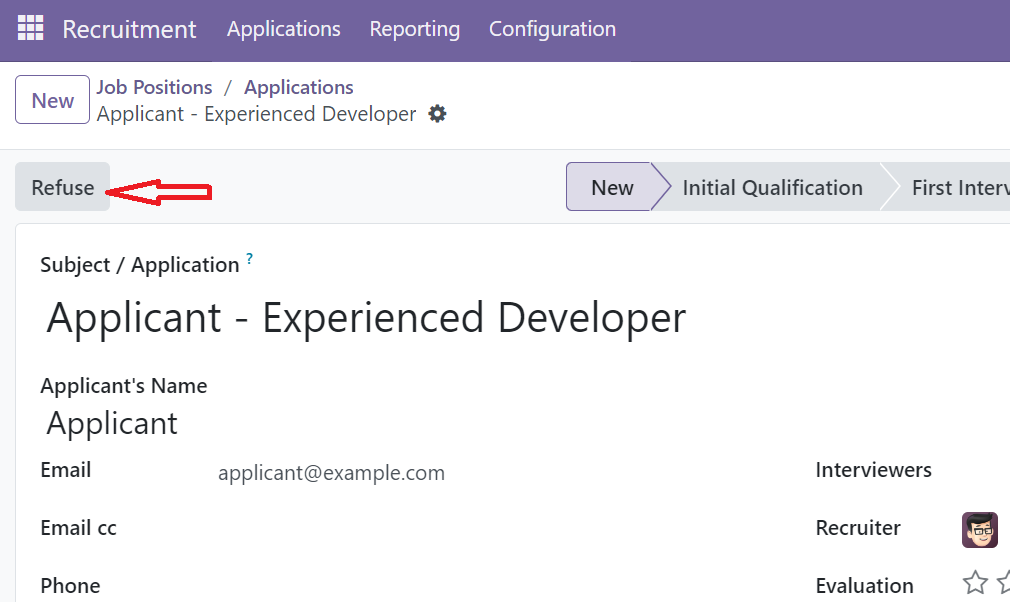 Recruitment Applications Reporting Configuration
New Job Positions / Applications
Applicant - Experienced Developer
Refuse New Initial Qualification First Interv
Subject / Application ?
Applicant - Experienced Developer
Applicant's Name
Applicant
Email applicant@example.com Interviewers
Email cc Recruiter
Phone Evaluation